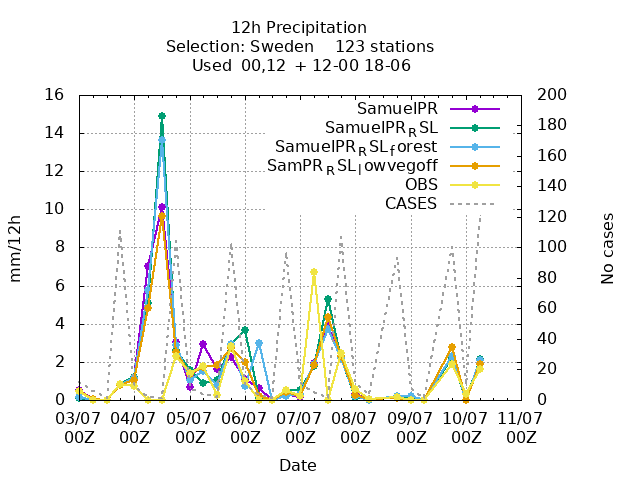 12h Precipitation
Selection: Sweden 123 stations
Used 00,12 + 12-00 18-06
16 200
14 180
12 160
10 140
8 120
6 100
4 80
2 60
0 40
20
0
mm/12h
No cases
SamuelPR
SamuelPR_RSL
SamuelPR_RSL_forest
SamPR_RSL_lowvegoff
OBS
CASES
03/07 04/07 05/07 06/07 07/07 08/07 09/07 10/07 11/07
00Z 00Z 00Z 00Z 00Z 00Z 00Z 00Z 00Z
Date